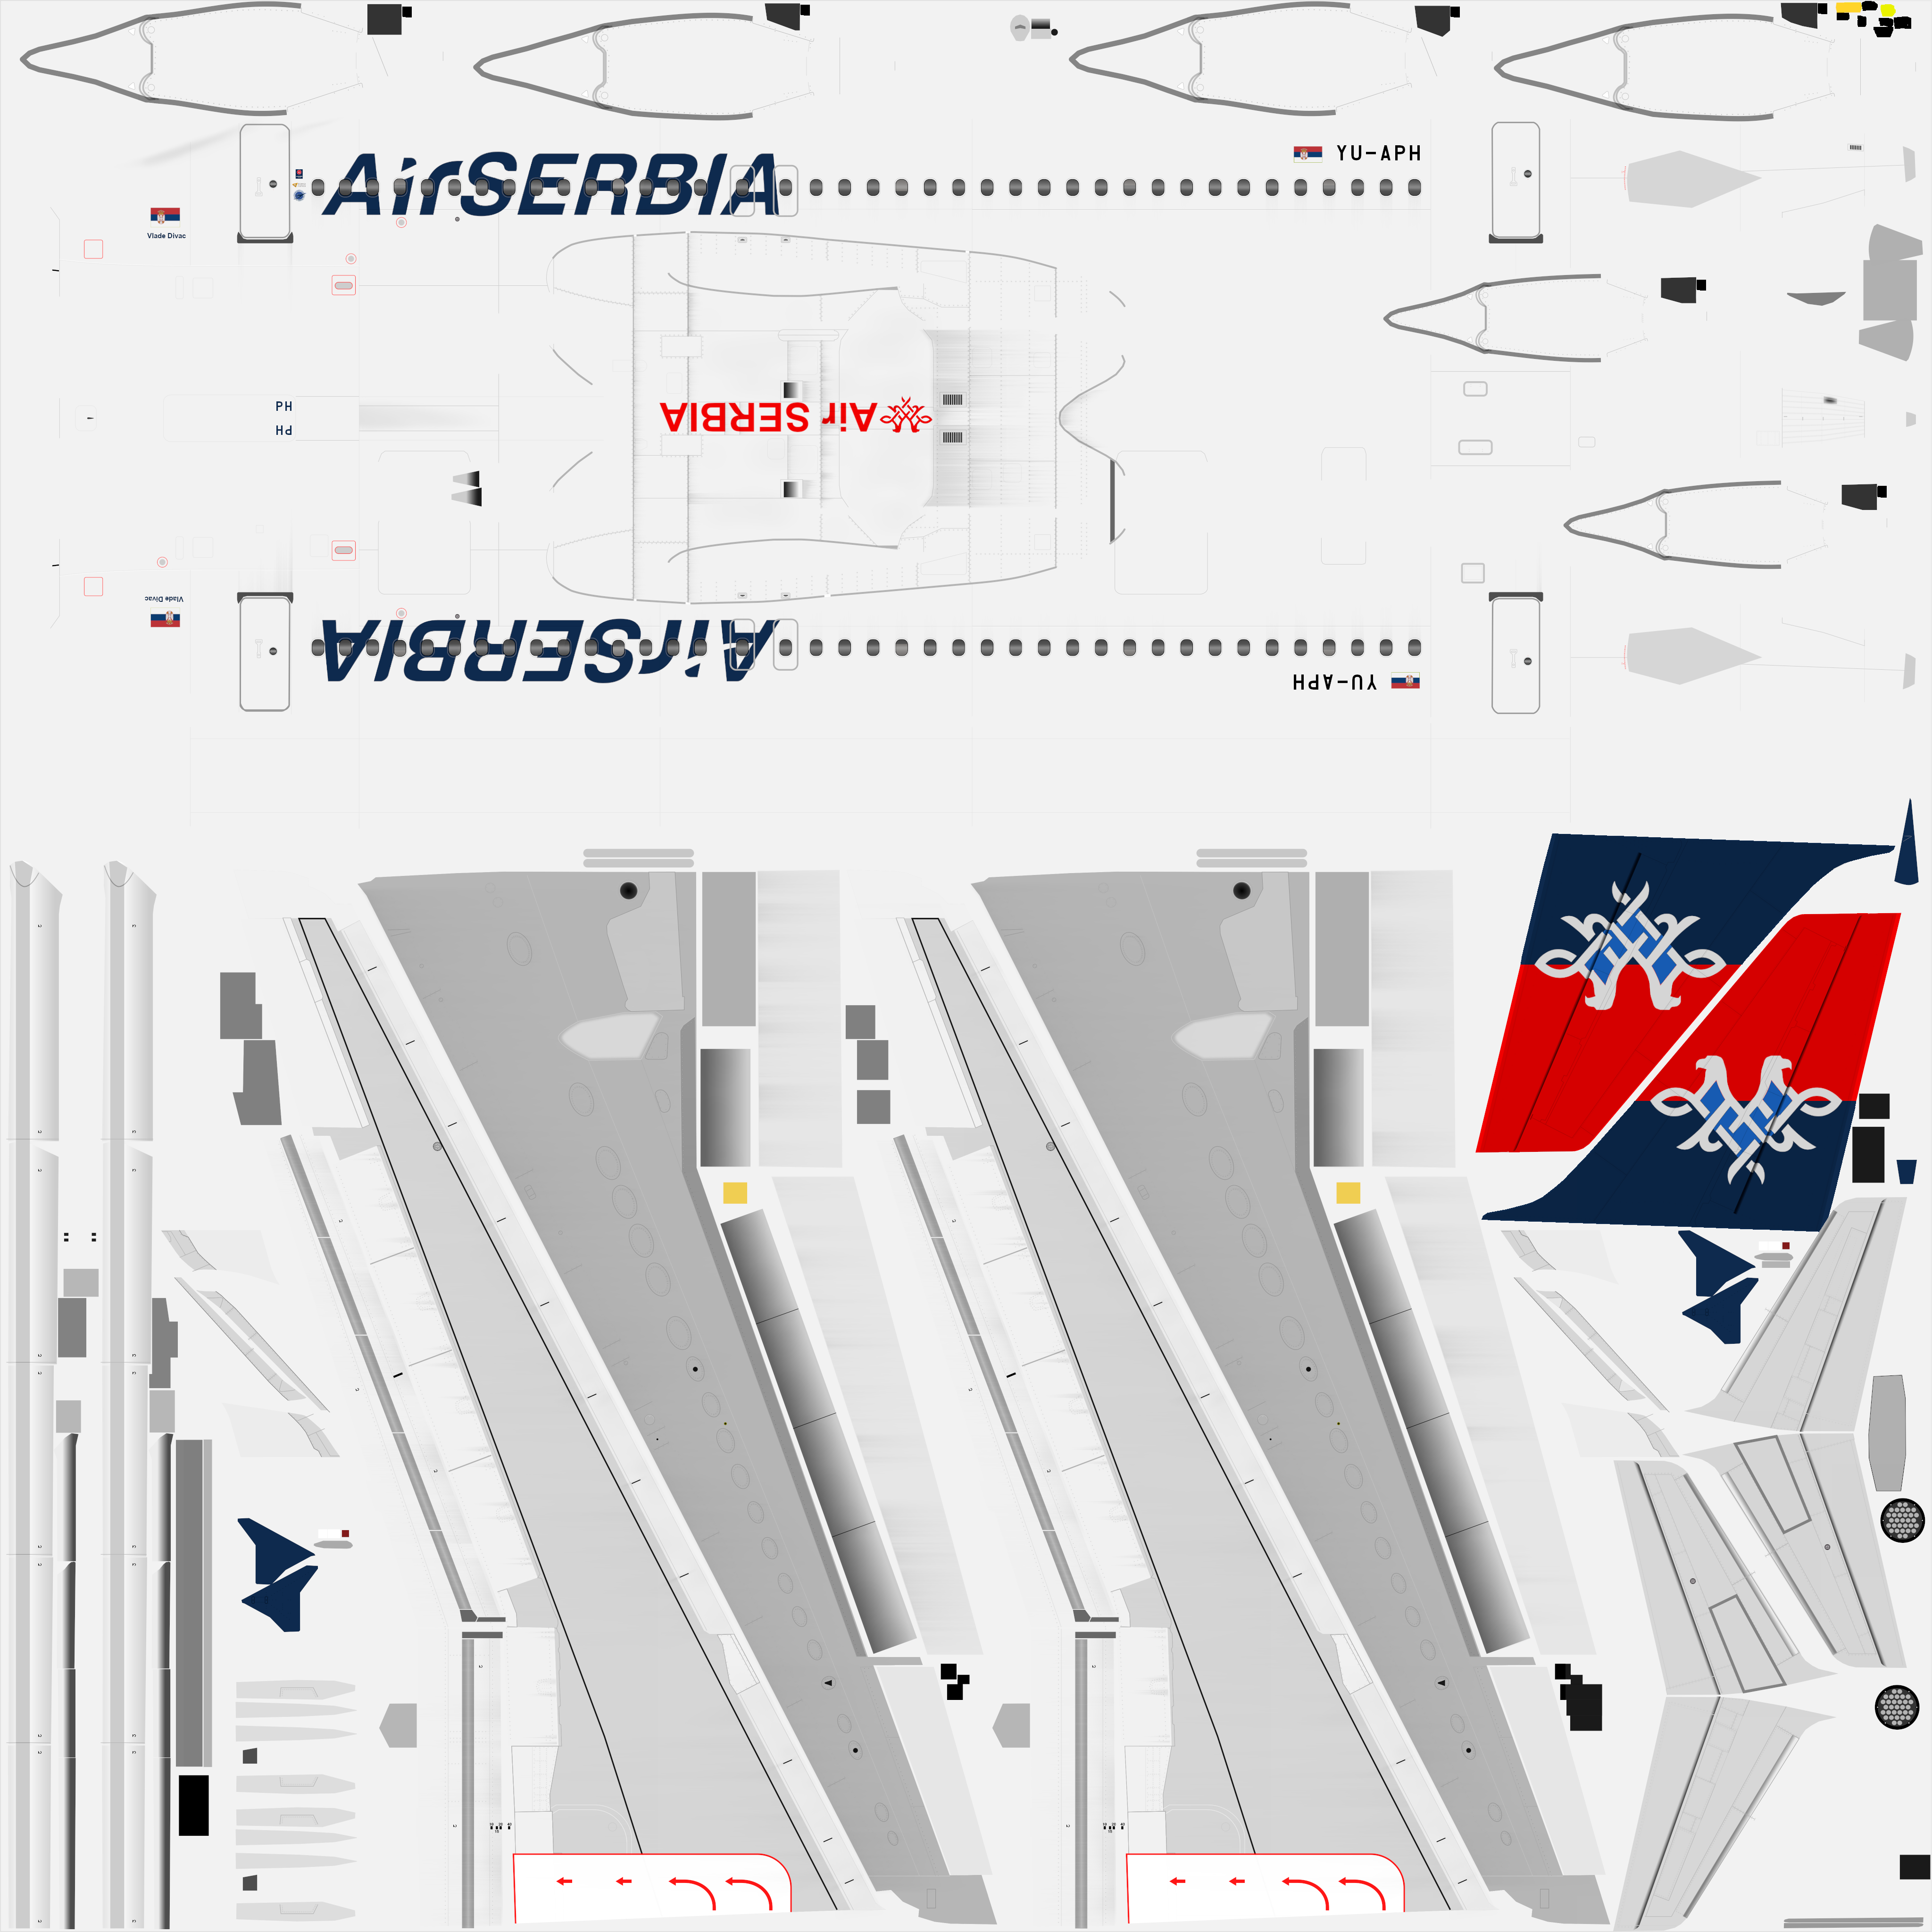 AirSERBIA
YU-APH
Vlade Divac
PH
PH
Air SERBIA
Vlade Divac
AirSERBIA
YU-APH